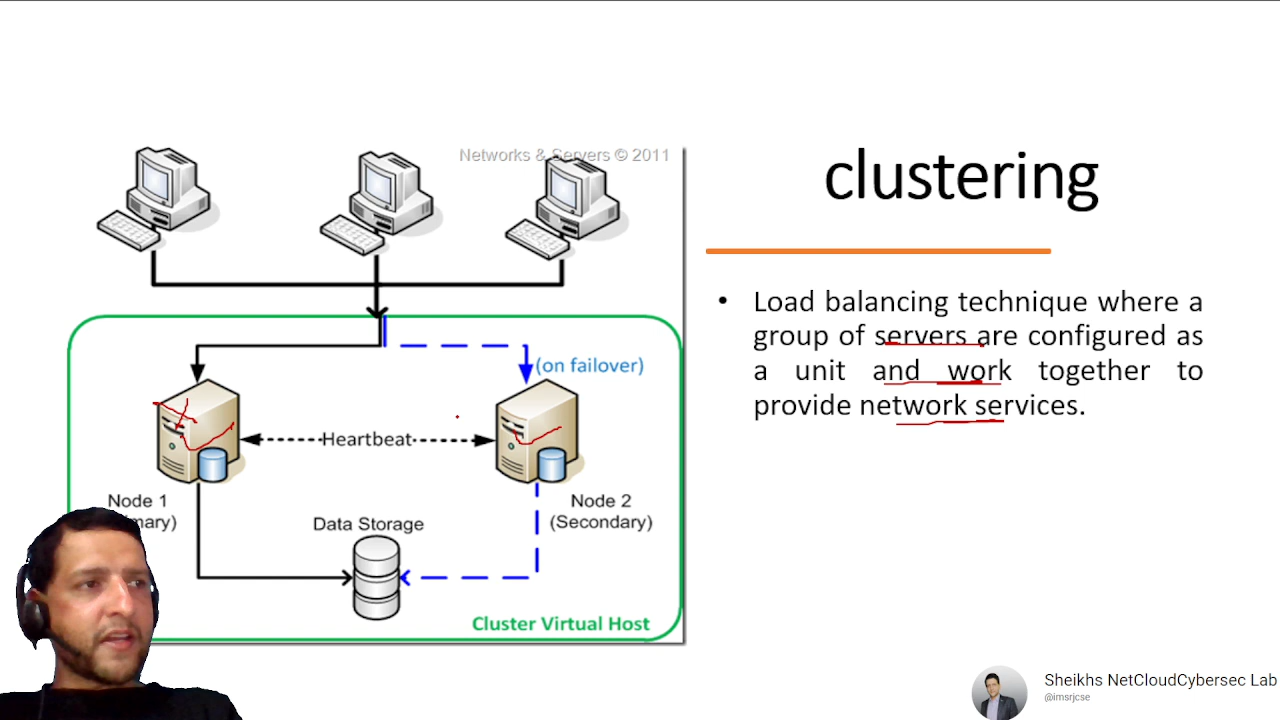 Networks & Servers © 2011
clustering
(on failover)
• Load balancing technique where a
group of servers are configured as
a unit and work together to
provide network services.
Heartbeat
Node 1
Node 2
(Secondary)
Data Storage
Cluster Virtual Host
Sheikhs NetCloudCybersec Lab
@imsrjcse